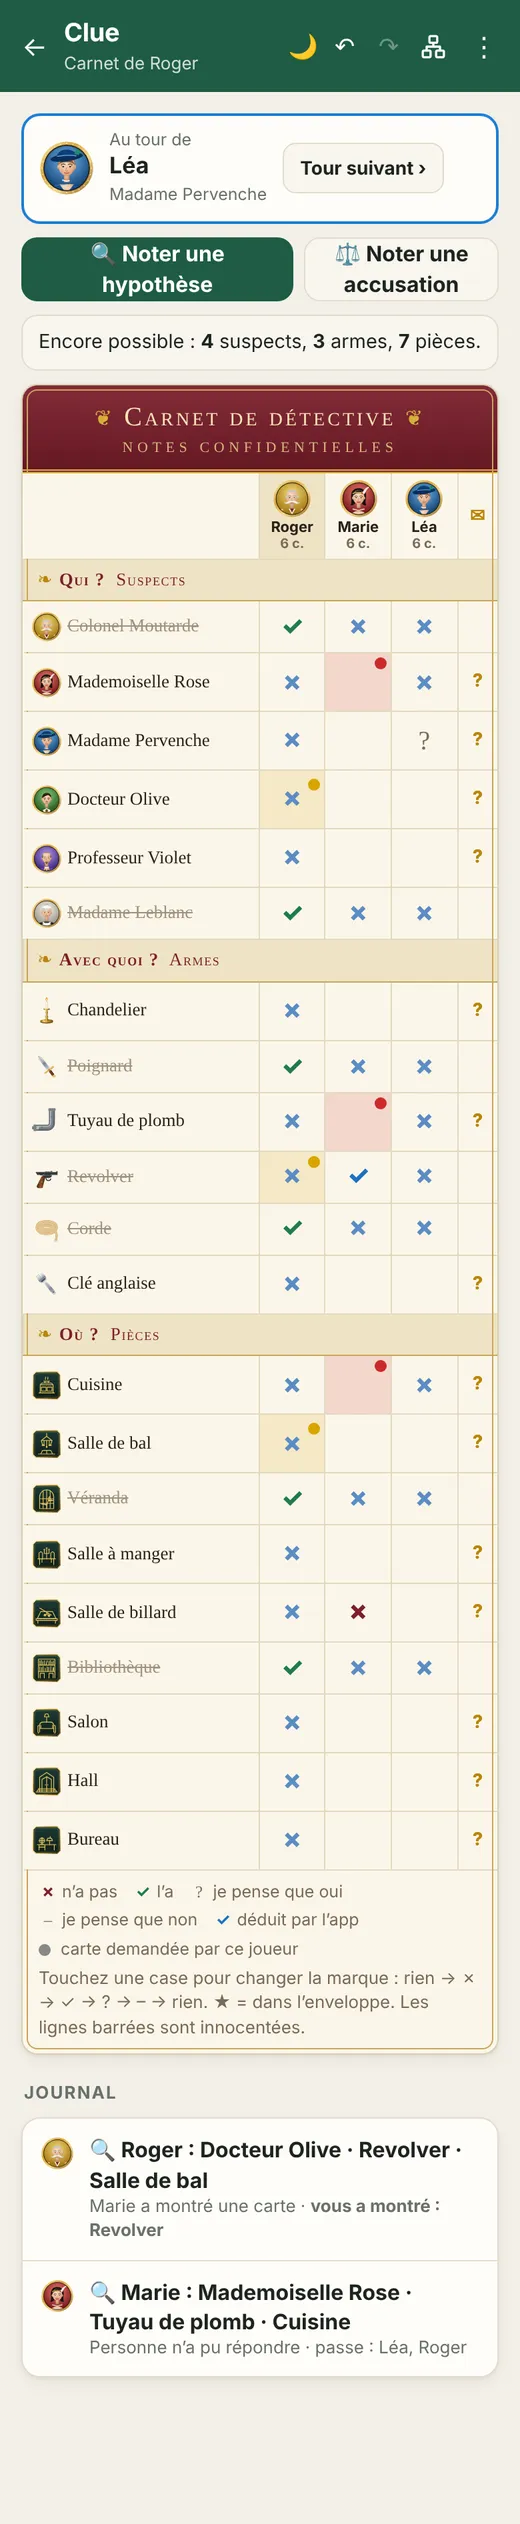 Clue
Carnet de Roger
Au tour de
Léa
Madame Pervenche
Tour suivant ›
Noter une
hypothèse
Noter une
accusation
Encore possible : 4 suspects, 3 armes, 7 pièces.
Carnet de détective
notes confidentielles
Roger Marie Léa
6 c. 6 c. 6 c.
Qui ? Suspects
Colonel Moutarde
Mademoiselle Rose ?
Madame Pervenche ? ?
Docteur Olive ?
Professeur Violet ?
Madame Leblanc
Avec quoi ? Armes
Chandelier ?
Poignard
Tuyau de plomb ?
Revolver
Corde
Clé anglaise ?
Où ? Pièces
Cuisine ?
Salle de bal ?
Véranda
Salle à manger ?
Salle de billard ?
Bibliothèque
Salon ?
Hall ?
Bureau ?
× n’a pas ✓ l’a ? je pense que oui
– je pense que non ✓ déduit par l’app
carte demandée par ce joueur
Touchez une case pour changer la marque : rien → ×
→ ✓ → ? → – → rien. ★ = dans l’enveloppe. Les
lignes barrées sont innocentées.
JOURNAL
Roger : Docteur Olive · Revolver ·
Salle de bal
Marie a montré une carte · vous a montré :
Revolver
Marie : Mademoiselle Rose ·
Tuyau de plomb · Cuisine
Personne n’a pu répondre · passe : Léa, Roger